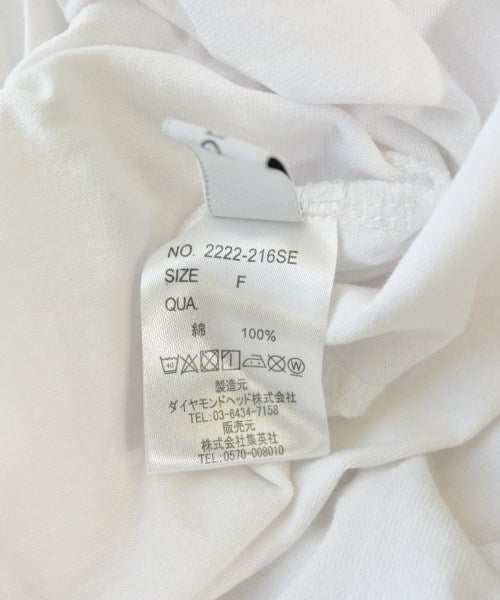 NO. 2222-216SE
SIZE F
QUA.
綿 100%
40 W
製造元
ダイヤモンドヘッド株式会社
TEL:03-6434-7158
販売元
株式会社集英社
TEL:0570-008010